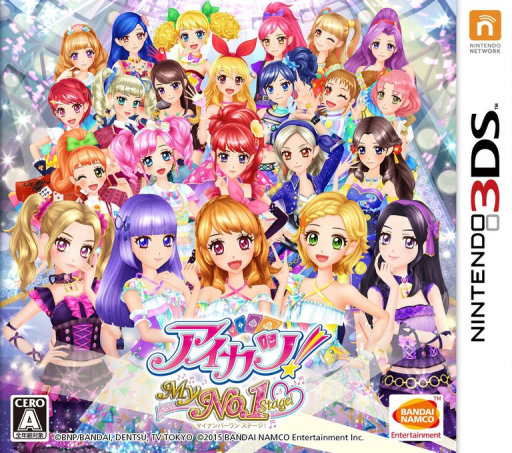 NINTENDO
NETWORK
NINTENDO 3DS™
アイカツ!
My No.1 Stage!
マイナンバーワン ステージ!
CERO
A
全年齢対象
BANDAI
NAMCO
Entertainment
™
©BNP/BANDAI, DENTSU, TV TOKYO ©2015 BANDAI NAMCO Entertainment Inc.